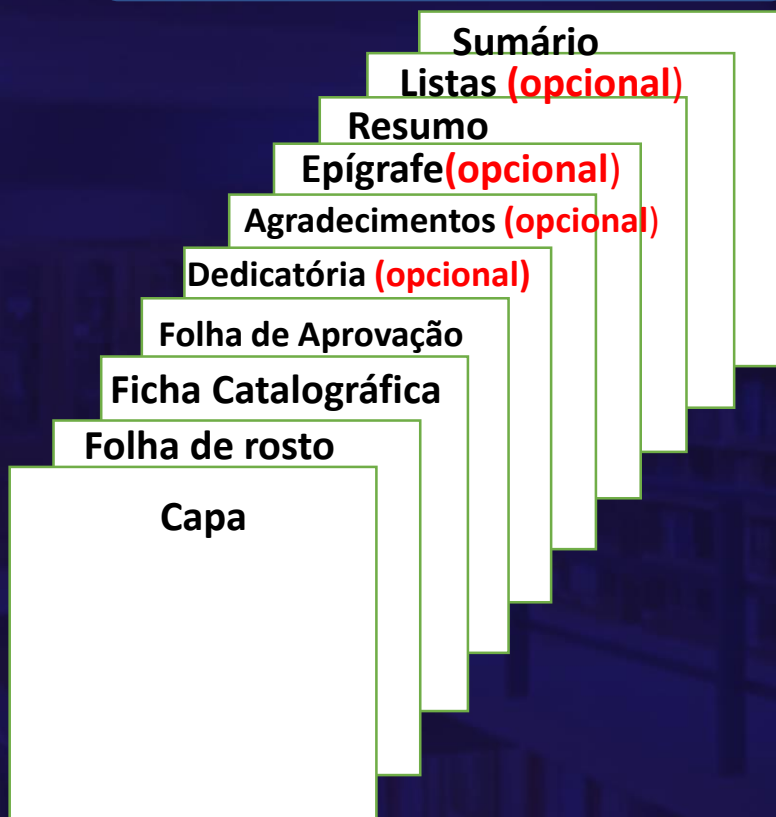 Sumário
Listas (opcional)
Resumo
Epígrafe(opcional)
Agradecimentos (opcional)
Dedicatória (opcional)
Folha de Aprovação
Ficha Catalográfica
Folha de rosto
Capa